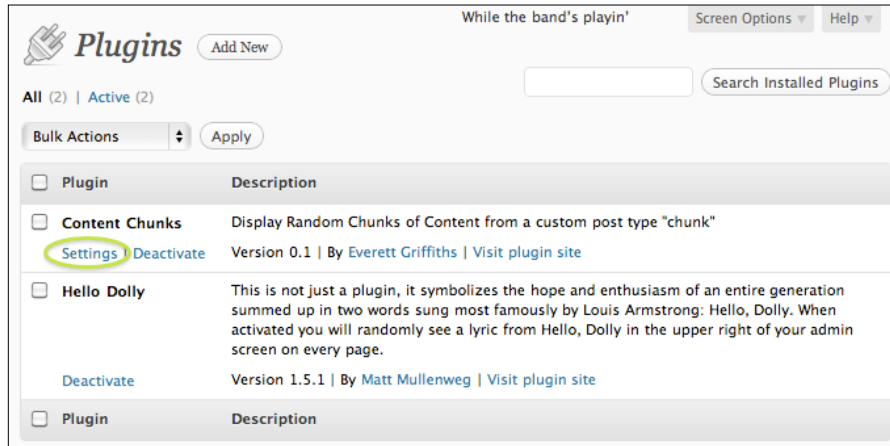 While the band's playin'
Screen Options
Help
Plugins
Add New
Search Installed Plugins
All (2) | Active (2)
Bulk Actions
Apply
Plugin Description
Content Chunks Display Random Chunks of Content from a custom post type "chunk"
Settings | Deactivate Version 0.1 | By Everett Griffiths | Visit plugin site
Hello Dolly This is not just a plugin, it symbolizes the hope and enthusiasm of an entire generation
summed up in two words sung most famously by Louis Armstrong: Hello, Dolly. When
activated you will randomly see a lyric from Hello, Dolly in the upper right of your admin
screen on every page.
Deactivate Version 1.5.1 | By Matt Mullenweg | Visit plugin site
Plugin Description